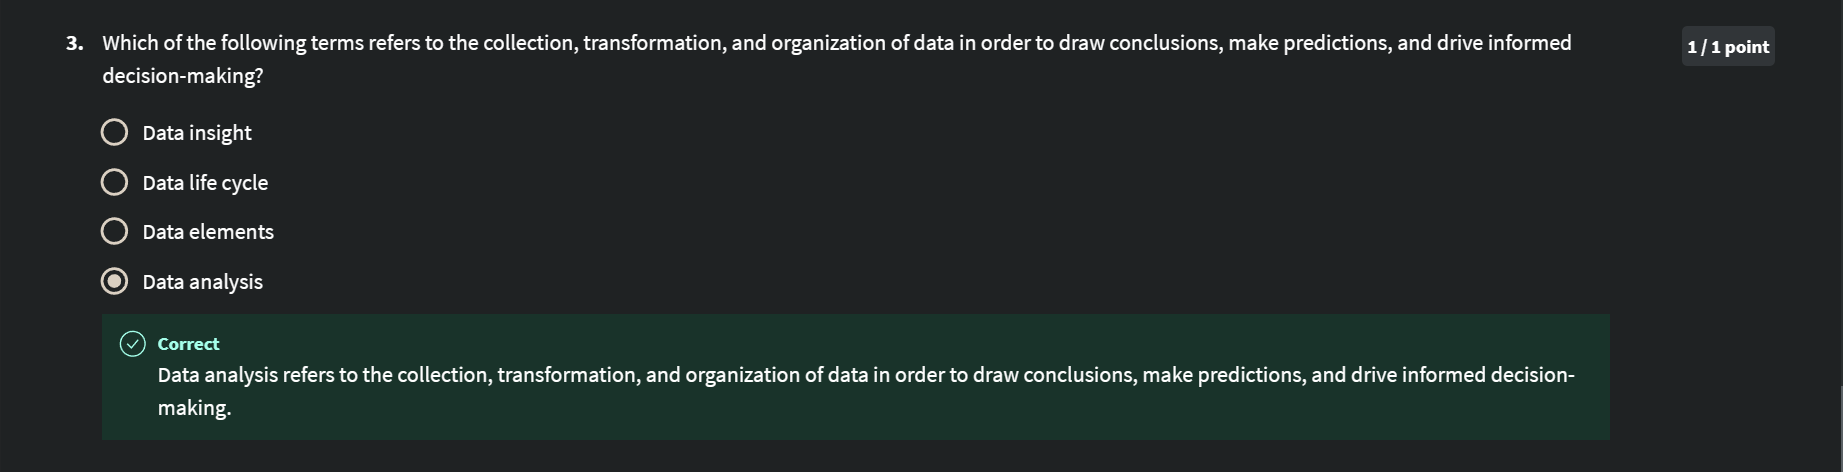 3. Which of the following terms refers to the collection, transformation, and organization of data in order to draw conclusions, make predictions, and drive informed
decision-making?
1 / 1 point
Data insight
Data life cycle
Data elements
Data analysis
Correct
Data analysis refers to the collection, transformation, and organization of data in order to draw conclusions, make predictions, and drive informed decision-
making.